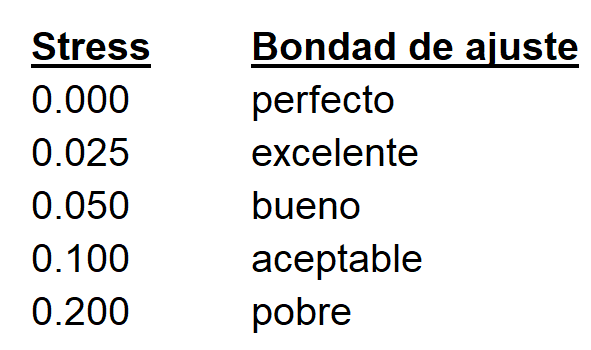 Stress Bondad de ajuste
0.000 perfecto
0.025 excelente
0.050 bueno
0.100 aceptable
0.200 pobre